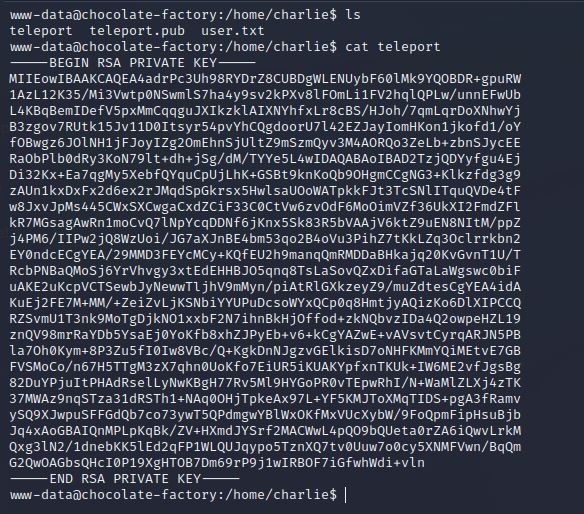 www-data@chocolate-factory:/home/charlie$ ls
teleport  teleport.pub  user.txt
www-data@chocolate-factory:/home/charlie$ cat teleport
-----BEGIN RSA PRIVATE KEY-----
MIIEowIBAAKCAQEA4adrPc3Uh98RYDrZ8CUBDgWLENUybF60lMk9YQOBDR+gpuRW
1AzL12K35/Mi3Vwtp0NSwmlS7ha4y9sv2kPXv8lFOmLi1FV2hqlQPLw/unnEFwUb
L4KBqBemIDefV5pxMmCqqguJXIkzklAIXNYhfxLr8cBS/HJoh/7qmLqrDoXNhwYj
B3zgov7RUtk15Jv11D0Itsyr54pvYhCQgdoorU7l42EZJayIomHKon1jkofd1/oY
fOBwgz6JOlNH1jFJoyIZg2OmEhnSjUltZ9mSzmQyv3M4AORQo3ZeLb+zbnSJycEE
RaObPlb0dRy3KoN79lt+dh+jSg/dM/TYYe5L4wIDAQABAoIBAD2TzjQDYyfgu4Ej
Di32Kx+Ea7qgMy5XebfQYquCpUjLhK+GSBt9knKoQb9OHgmCCgNG3+Klkzfdg3g9
zAUn1kxDxFx2d6ex2rJMqdSpGkrsx5HwlsaUOoWATpkkFJt3TcSNlITquQVDe4tF
w8JxvJpMs445CWxSXCwgaCxdZCiF33C0CtVw6zvOdF6MoOimVZf36UkXI2FmdZFl
kR7MGsagAwRn1moCvQ7lNpYcqDDNf6jKnx5Sk83R5bVAAjV6ktZ9uEN8NItM/ppZ
j4PM6/IIPw2jQ8WzUoi/JG7aXJnBE4bm53qo2B4oVu3PihZ7tKkLZq3Oclrrkbn2
EY0ndcECgYEA/29MMD3FEYcMCy+KQfEU2h9manqQmRMDDaBHkajq20KvGvnT1U/T
RcbPNBaQMoSj6YrVhvgy3xtEdEHHBJO5qnq8TsLaSovQZxDifaGTaLaWgswc0biF
uAKE2uKcpVCTSewbJyNewwTljhV9mMyn/piAtRlGXkzeyZ9/muZdtesCgYEA4idA
KuEj2FE7M+MM/+ZeiZvLjKSNbiYYUPuDcsoWYxQCp0q8HmtjyAQizKo6DlXIPCCQ
RZSvmU1T3nk9MoTgDjkNO1xxbF2N7ihnBkHjOffod+zkNQbvzIDa4Q2owpeHZL19
znQV98mrRaYDb5YsaEj0YoKfb8xhZJPyEb+v6+kCgYAZwE+vAVsvtCyrqARJN5PB
la7Oh0Kym+8P3Zu5fI0Iw8VBc/Q+KgkDnNJgzvGElkisD7oNHFKMmYQiMEtvE7GB
FVSMoCo/n67H5TTgM3zX7qhn0UoKfo7EiUR5iKUAKYpfxnTKUk+IW6ME2vfJgsBg
82DuYPjuItPHAdRselLyNwKBgH77Rv5Ml9HYGoPR0vTEpwRhI/N+WaMlZLXj4zTK
37MWAz9nqSTza31dRSTh1+NAq0OHjTpkeAx97L+YF5KMJToXMqTIDS+pgA3fRamv
ySQ9XJwpuSFFGdQb7co73ywT5QPdmgwYBlWxOKfMxVUcXybW/9FoQpmFipHsuBjb
Jq4xAoGBAIQnMPLpKqBk/ZV+HXmdJYSrf2MACWwL4pQO9bQUeta0rZA6iQwvLrkM
Qxg3lN2/1dnebKK5lEd2qFP1WLQUJqypo5TznXQ7tv0Uuw7o0cy5XNMFVwn/BqQm
G2QwOAGbsQHcI0P19XgHTOB7Dm69rP9j1wIRBOF7iGfwhWdi+vln
-----END RSA PRIVATE KEY-----
www-data@chocolate-factory:/home/charlie$